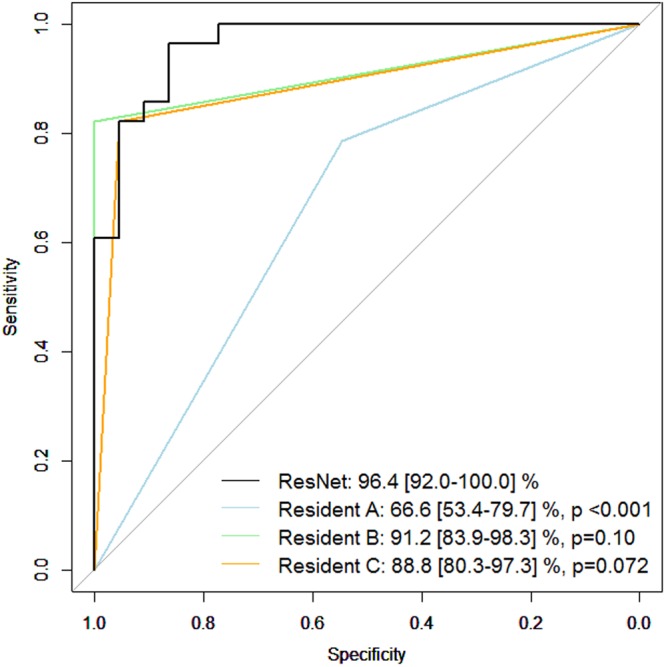 1.0
0.8
0.6
0.4
0.2
0.0
Sensitivity
ResNet: 96.4 [92.0-100.0] %
Resident A: 66.6 [53.4-79.7] %, p <0.001
Resident B: 91.2 [83.9-98.3] %, p=0.10
Resident C: 88.8 [80.3-97.3] %, p=0.072
1.0 0.8 0.6 0.4 0.2 0.0
Specificity